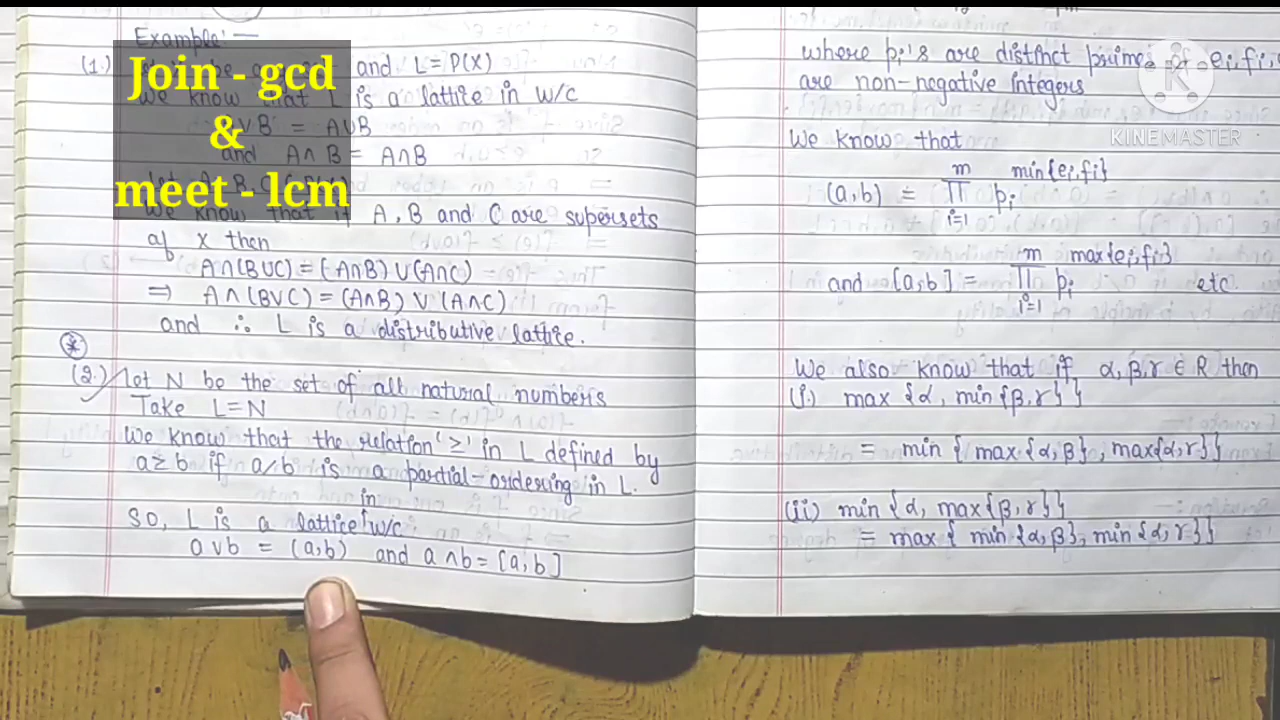 Example:—
(1.) and L = P(X)
We know that L is a lattice in w/c
A∪B = A∪B
and A∩B = A∩B
We know that if A, B and C are supersets
of X then
A∩(B∪C) = (A∩B) ∪ (A∩C)
⇒ A∩(B∨C) = (A∩B) ∨ (A∩C)
and ∴ L is a distributive lattice.
Join - gcd
&
meet - lcm
(2.) Let N be the set of all natural numbers
Take L=N
We know that the relation '≥' in L defined by
a≥b if a/b is a partial-ordering in L.
So, L is a lattice in w/c
a∨b = (a,b) and a∧b = [a,b]
where pi's are distinct primes ei, fi,
are non-negative integers
We know that
(a,b) = m ∏ i=1 pi min{ei,fi}
and [a,b] = m ∏ i=1 pi max{ei,fi} etc
We also know that if α,β,r ∈ R then
(i.) max {α, min{β,r}}
= min { max {α,β}, max{α,r}}
(ii) min {α, max{β,r}}
= max { min {α,β}, min {α,r}}
KINEMASTER